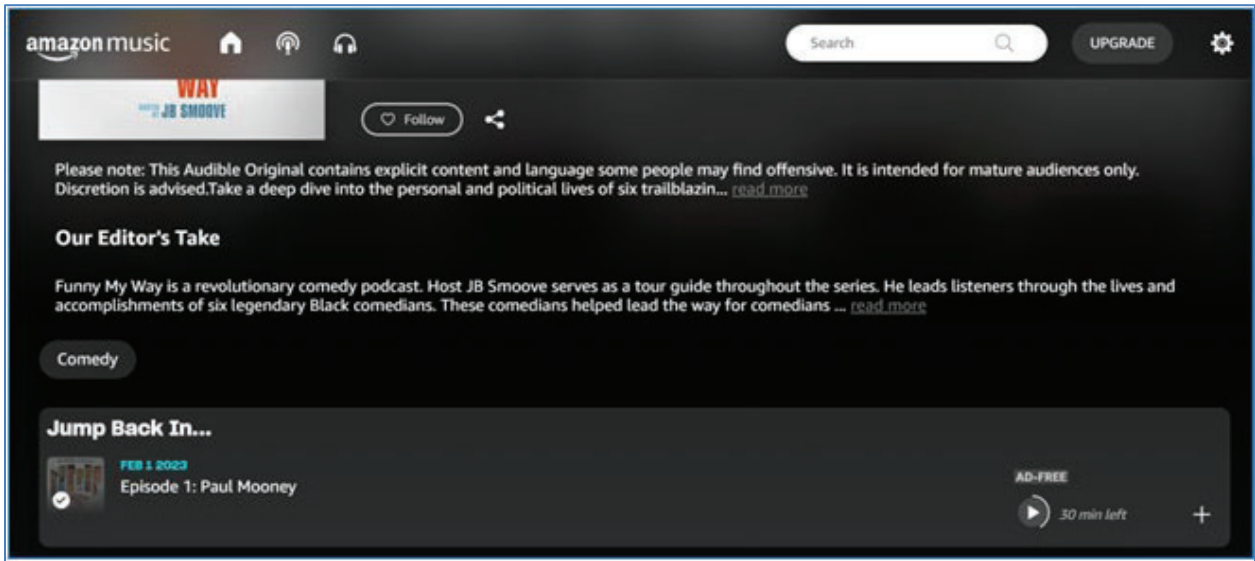 amazon music
Search
UPGRADE
WAY
JB SMOOVE
Follow
Please note: This Audible Original contains explicit content and language some people may find offensive. It is intended for mature audiences only.
Discretion is advised.Take a deep dive into the personal and political lives of six trailblazin... read more
Our Editor's Take
Funny My Way is a revolutionary comedy podcast. Host JB Smoove serves as a tour guide throughout the series. He leads listeners through the lives and
accomplishments of six legendary Black comedians. These comedians helped lead the way for comedians ... read more
Comedy
Jump Back In...
FEB 1 2023
Episode 1: Paul Mooney
AD-FREE
30 min left